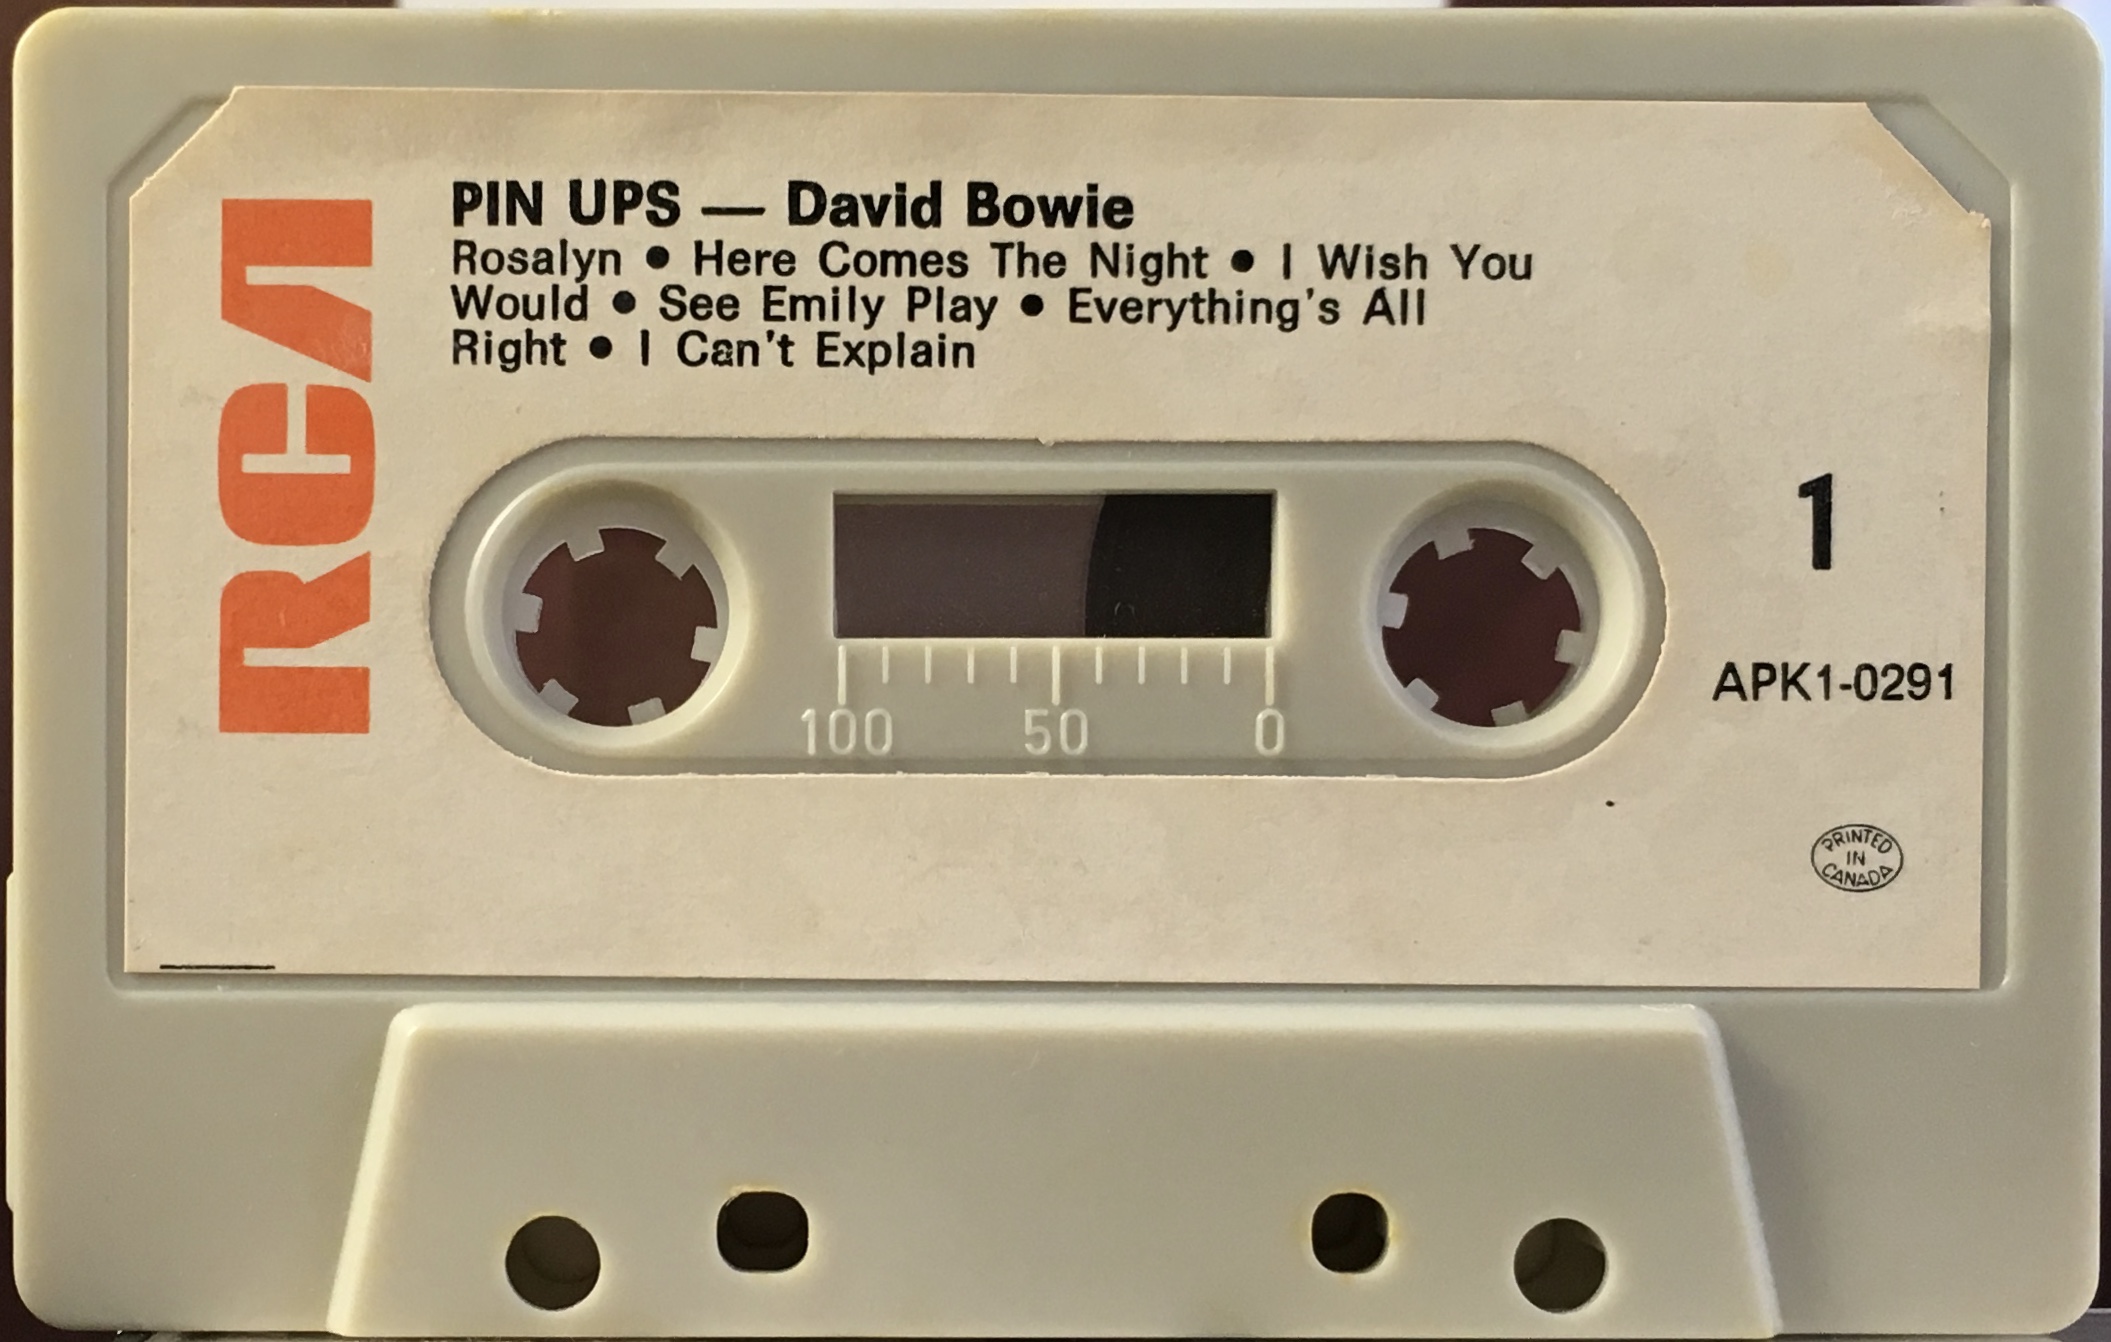 RCA
PIN UPS — David Bowie
Rosalyn ● Here Comes The Night ● I Wish You
Would ● See Emily Play ● Everything's All
Right ● I Can't Explain
1
100 50 0
APK1-0291
PRINTED
IN
CANADA